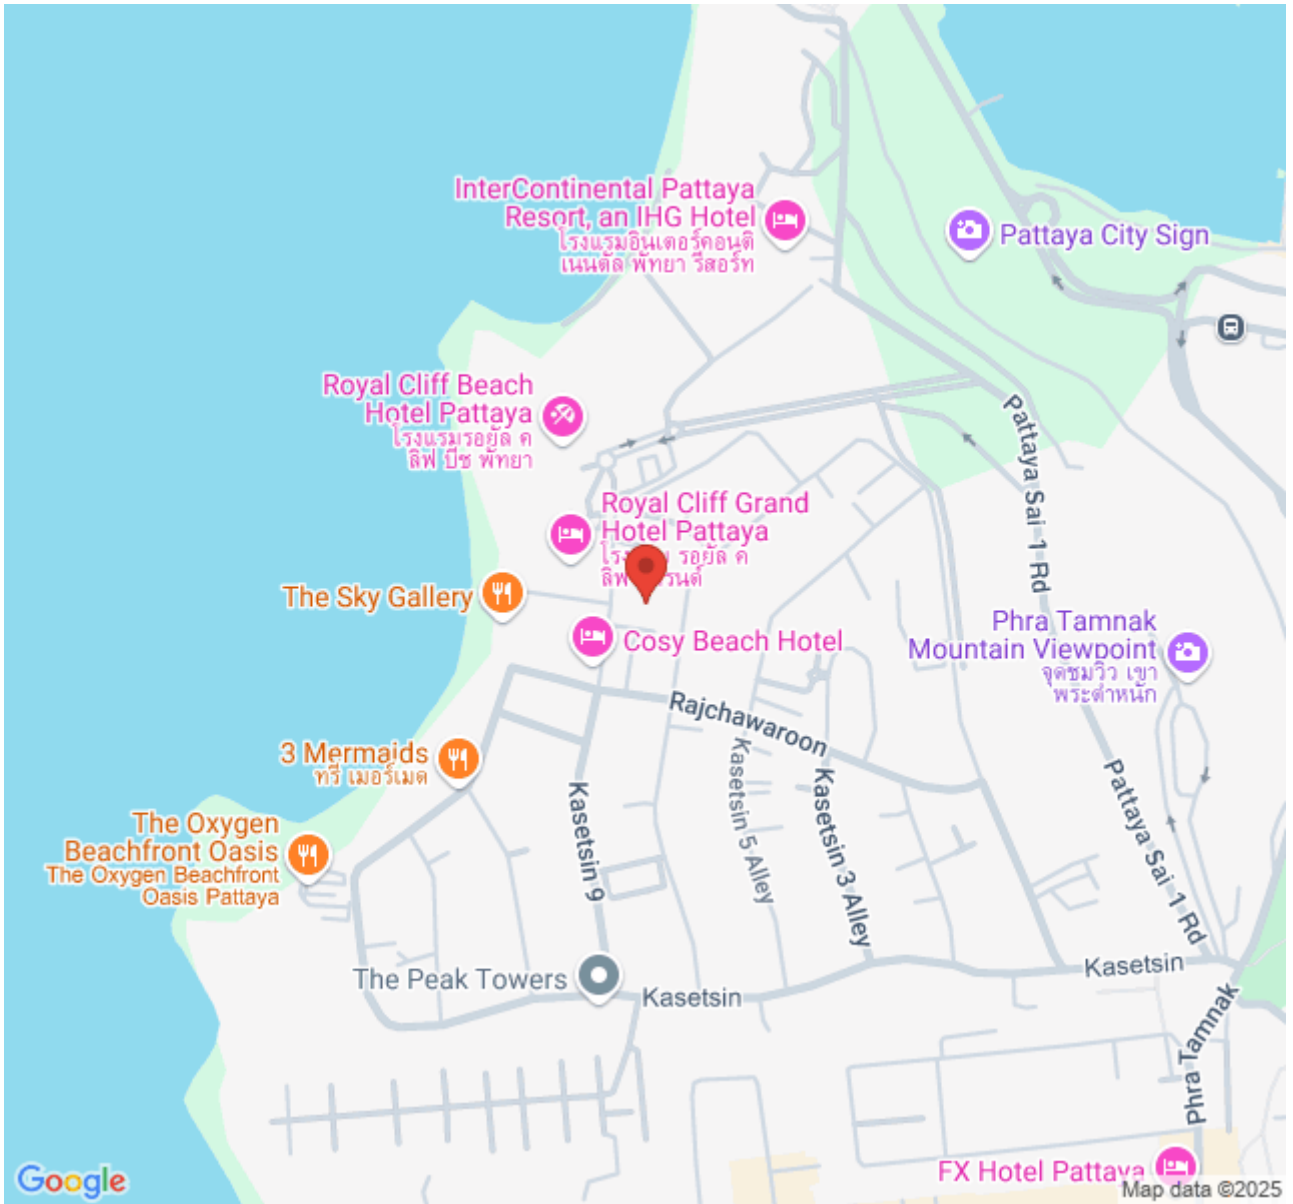 InterContinental Pattaya
Resort, an IHG Hotel
โรงแรมอินเตอร์คอนติ
เนนตัล พัทยา รีสอร์ท
Pattaya City Sign
Royal Cliff Beach
Hotel Pattaya
โรงแรมรอยัล ค
ลิฟ บีช พัทยา
Pattaya Sai 1 Rd
Royal Cliff Grand
Hotel Pattaya
รอยัล ค
The Sky Gallery
Cosy Beach Hotel
Phra Tamnak
Mountain Viewpoint
จุดชมวิว เขา
พระตำหนัก
Rajchawaroon
3 Mermaids
ทรี เมอร์เมด
Kasetsin 9
Kasetsin 5 Alley
Kasetsin 3 Alley
Pattaya Sai 1 Rd
The Oxygen
Beachfront Oasis
The Oxygen Beachfront
Oasis Pattaya
The Peak Towers
Kasetsin
Kasetsin
Phra Tamnak
FX Hotel Pattaya
Google
Map data ©2025